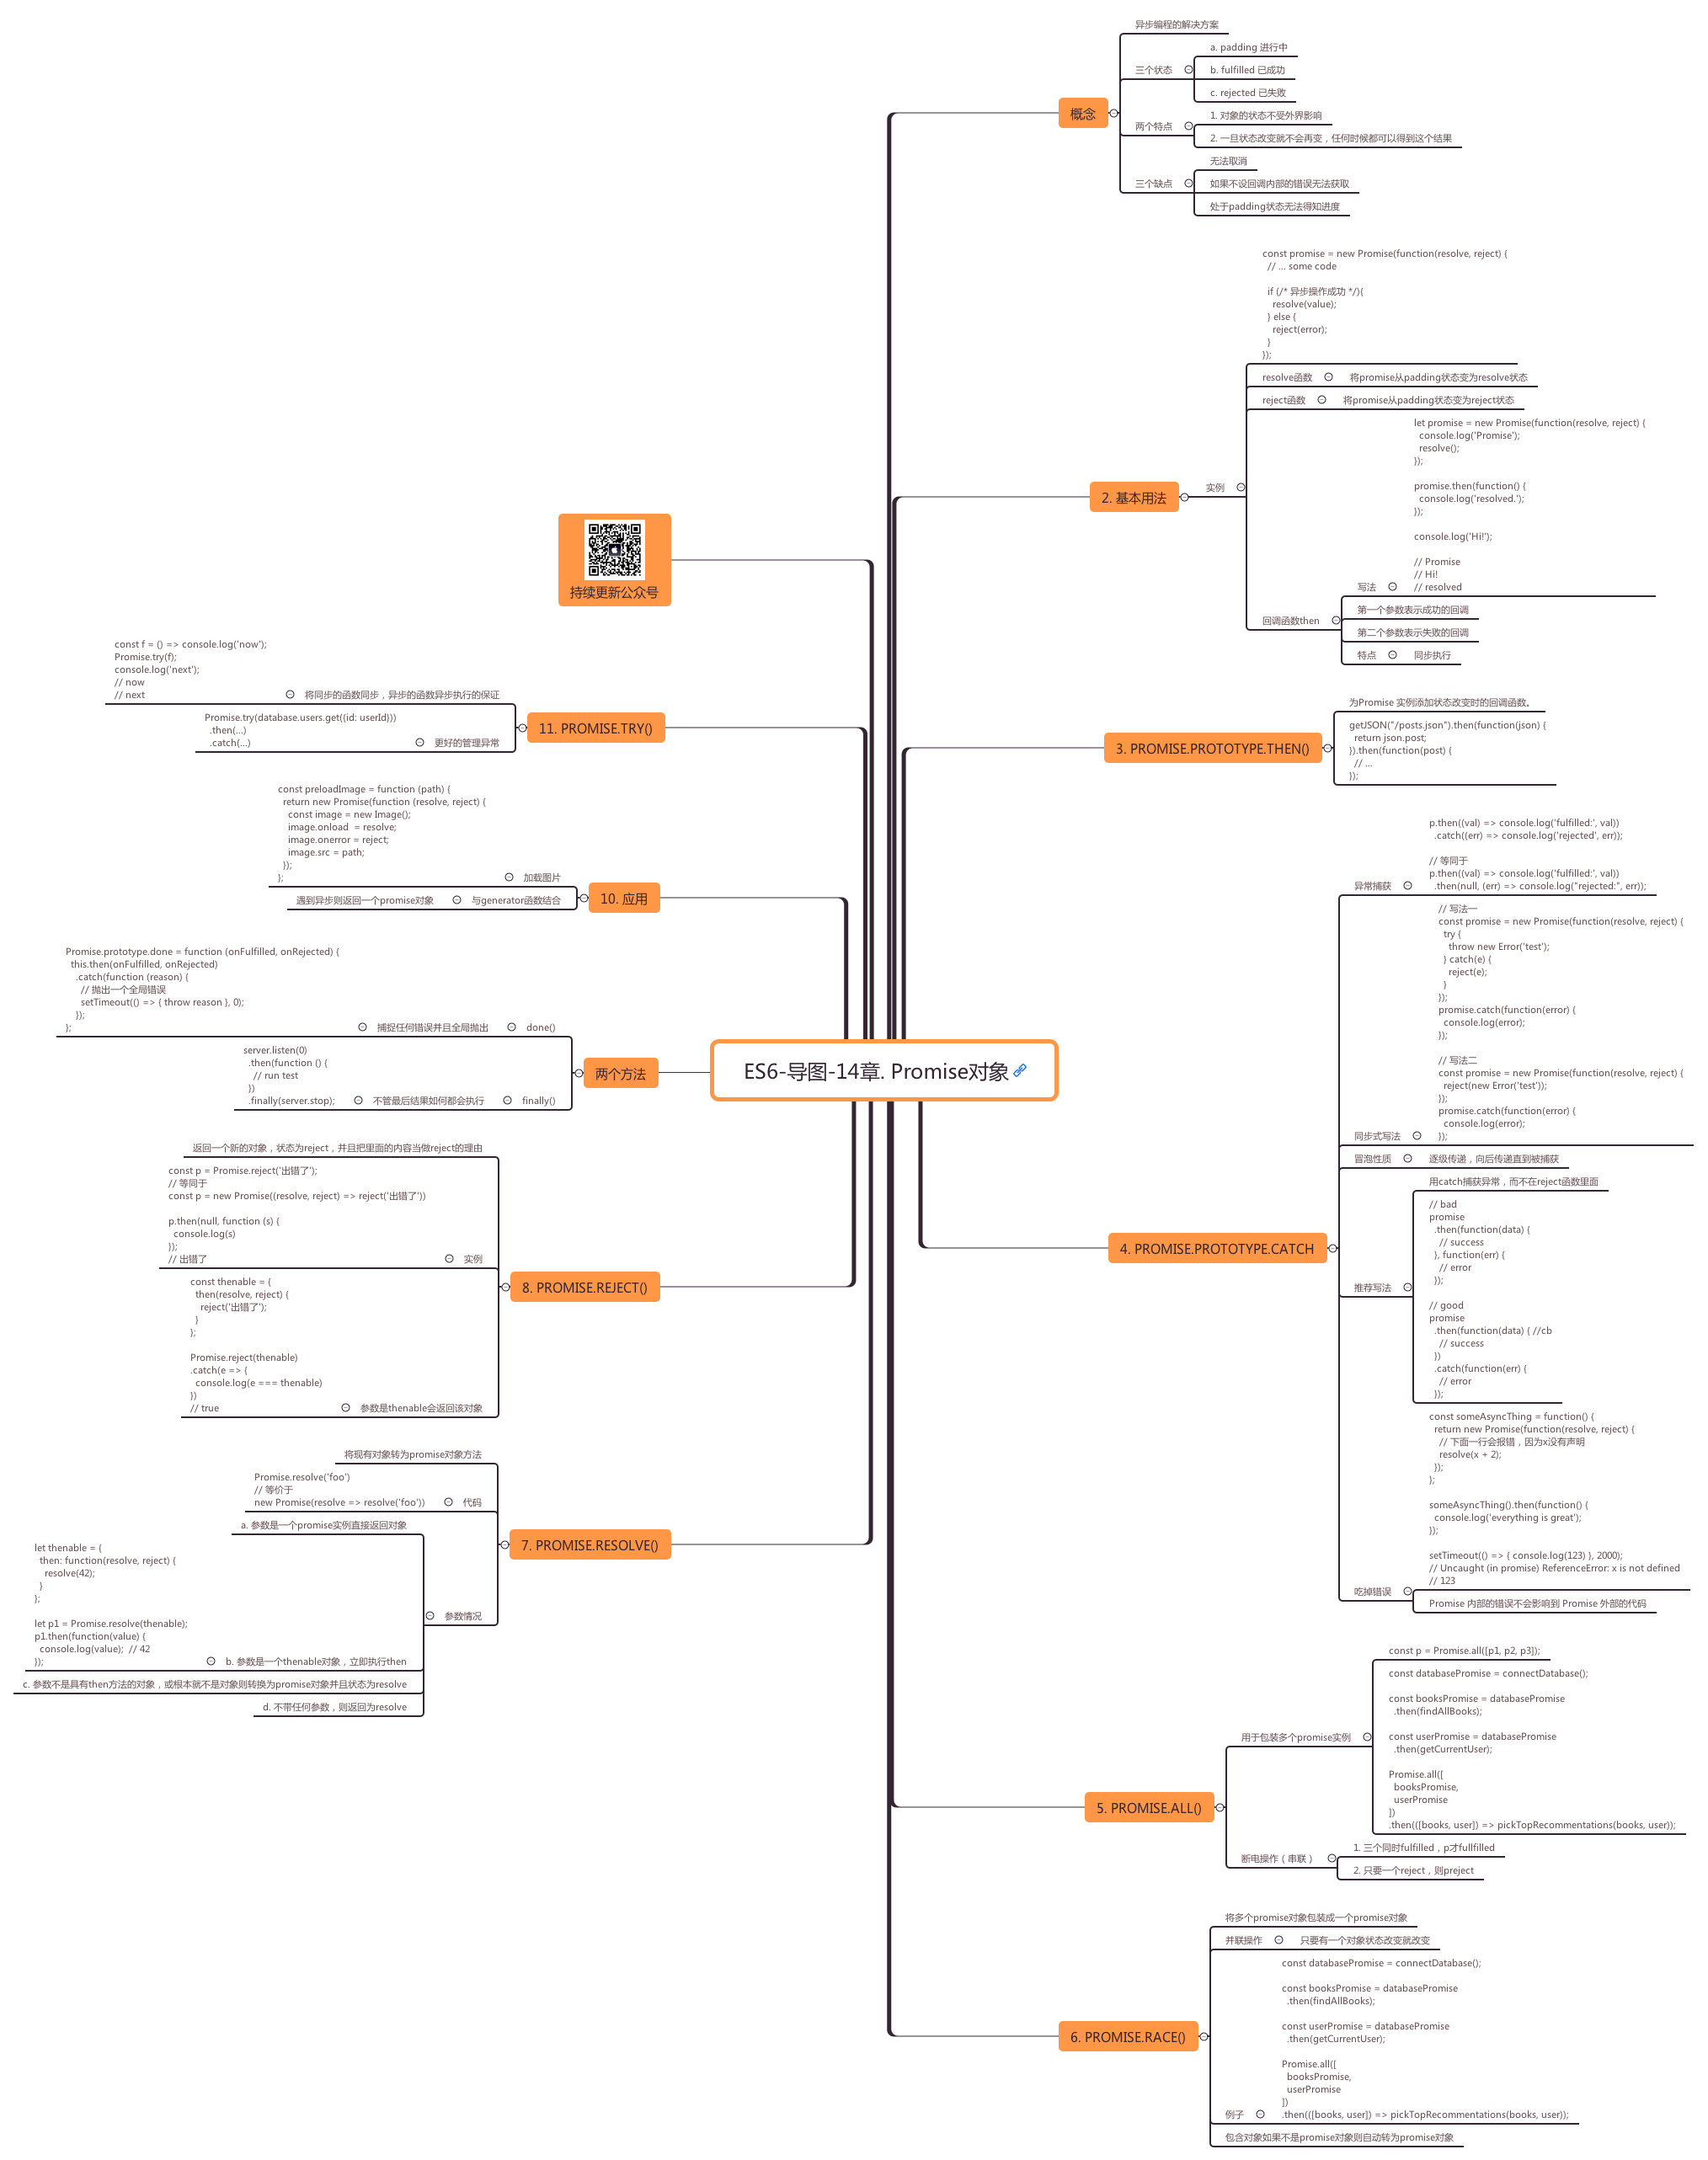 ES6-导图-14章. Promise对象
概念
异步编程的解决方案
三个状态
a. padding 进行中
b. fulfilled 已成功
c. rejected 已失败
两个特点
1. 对象的状态不受外界影响
2. 一旦状态改变就不会再变，任何时候都可以得到这个结果
三个缺点
无法取消
如果不设回调内部的错误无法获取
处于padding状态无法得知进度
2. 基本用法
实例
const promise = new Promise(function(resolve, reject) {
// ... some code
if (/* 异步操作成功 */){
resolve(value);
} else {
reject(error);
}
});
resolve函数
将promise从padding状态变为resolve状态
reject函数
将promise从padding状态变为reject状态
回调函数then
写法
let promise = new Promise(function(resolve, reject) {
console.log('Promise');
resolve();
});
promise.then(function() {
console.log('resolved.');
});
console.log('Hi!');
// Promise
// Hi!
// resolved
第一个参数表示成功的回调
第二个参数表示失败的回调
特点
同步执行
3. PROMISE.PROTOTYPE.THEN()
为Promise 实例添加状态改变时的回调函数。
getJSON("/posts.json").then(function(json) {
return json.post;
}).then(function(post) {
// ...
});
4. PROMISE.PROTOTYPE.CATCH
异常捕获
p.then((val) => console.log('fulfilled:', val))
.catch((err) => console.log('rejected', err));
// 等同于
p.then((val) => console.log('fulfilled:', val))
.then(null, (err) => console.log("rejected:", err));
同步式写法
// 写法一
const promise = new Promise(function(resolve, reject) {
try {
throw new Error('test');
} catch(e) {
reject(e);
}
});
promise.catch(function(error) {
console.log(error);
});
// 写法二
const promise = new Promise(function(resolve, reject) {
reject(new Error('test'));
});
promise.catch(function(error) {
console.log(error);
});
冒泡性质
逐级传递，向后传递直到被捕获
推荐写法
用catch捕获异常，而不在reject函数里面
// bad
promise
.then(function(data) {
// success
}, function(err) {
// error
});
// good
promise
.then(function(data) { //cb
// success
})
.catch(function(err) {
// error
});
吃掉错误
const someAsyncThing = function() {
return new Promise(function(resolve, reject) {
// 下面一行会报错，因为x没有声明
resolve(x + 2);
});
};
someAsyncThing().then(function() {
console.log('everything is great');
});
setTimeout(() => { console.log(123) }, 2000);
// Uncaught (in promise) ReferenceError: x is not defined
// 123
Promise 内部的错误不会影响到 Promise 外部的代码
5. PROMISE.ALL()
用于包装多个promise实例
const p = Promise.all([p1, p2, p3]);
const databasePromise = connectDatabase();
const booksPromise = databasePromise
.then(findAllBooks);
const userPromise = databasePromise
.then(getCurrentUser);
Promise.all([
booksPromise,
userPromise
])
.then(([books, user]) => pickTopRecommentations(books, user));
断电操作（串联）
1. 三个同时fulfilled，p才fullfilled
2. 只要一个reject，则preject
6. PROMISE.RACE()
将多个promise对象包装成一个promise对象
并联操作
只要有一个对象状态改变就改变
例子
const databasePromise = connectDatabase();
const booksPromise = databasePromise
.then(findAllBooks);
const userPromise = databasePromise
.then(getCurrentUser);
Promise.all([
booksPromise,
userPromise
])
.then(([books, user]) => pickTopRecommentations(books, user));
包含对象如果不是promise对象则自动转为promise对象
持续更新公众号
11. PROMISE.TRY()
const f = () => console.log('now');
Promise.try(f);
console.log('next');
// now
// next
将同步的函数同步，异步的函数异步执行的保证
Promise.try(database.users.get({id: userId}))
.then(...)
.catch(...)
更好的管理异常
10. 应用
const preloadImage = function (path) {
return new Promise(function (resolve, reject) {
const image = new Image();
image.onload  = resolve;
image.onerror = reject;
image.src = path;
});
};
加载图片
遇到异步则返回一个promise对象
与generator函数结合
两个方法
Promise.prototype.done = function (onFulfilled, onRejected) {
this.then(onFulfilled, onRejected)
.catch(function (reason) {
// 抛出一个全局错误
setTimeout(() => { throw reason }, 0);
});
};
捕捉任何错误并且全局抛出
done()
server.listen(0)
.then(function () {
// run test
})
.finally(server.stop);
不管最后结果如何都会执行
finally()
8. PROMISE.REJECT()
返回一个新的对象，状态为reject，并且把里面的内容当做reject的理由
const p = Promise.reject('出错了');
// 等同于
const p = new Promise((resolve, reject) => reject('出错了'))
p.then(null, function (s) {
console.log(s)
});
// 出错了
实例
const thenable = {
then(resolve, reject) {
reject('出错了');
}
};
Promise.reject(thenable)
.catch(e => {
console.log(e === thenable)
})
// true
参数是thenable会返回该对象
7. PROMISE.RESOLVE()
将现有对象转为promise对象方法
Promise.resolve('foo')
// 等价于
new Promise(resolve => resolve('foo'))
代码
参数情况
a. 参数是一个promise实例直接返回对象
let thenable = {
then: function(resolve, reject) {
resolve(42);
}
};
let p1 = Promise.resolve(thenable);
p1.then(function(value) {
console.log(value);  // 42
});
b. 参数是一个thenable对象，立即执行then
c. 参数不是具有then方法的对象，或根本就不是对象则转换为promise对象并且状态为resolve
d. 不带任何参数，则返回为resolve